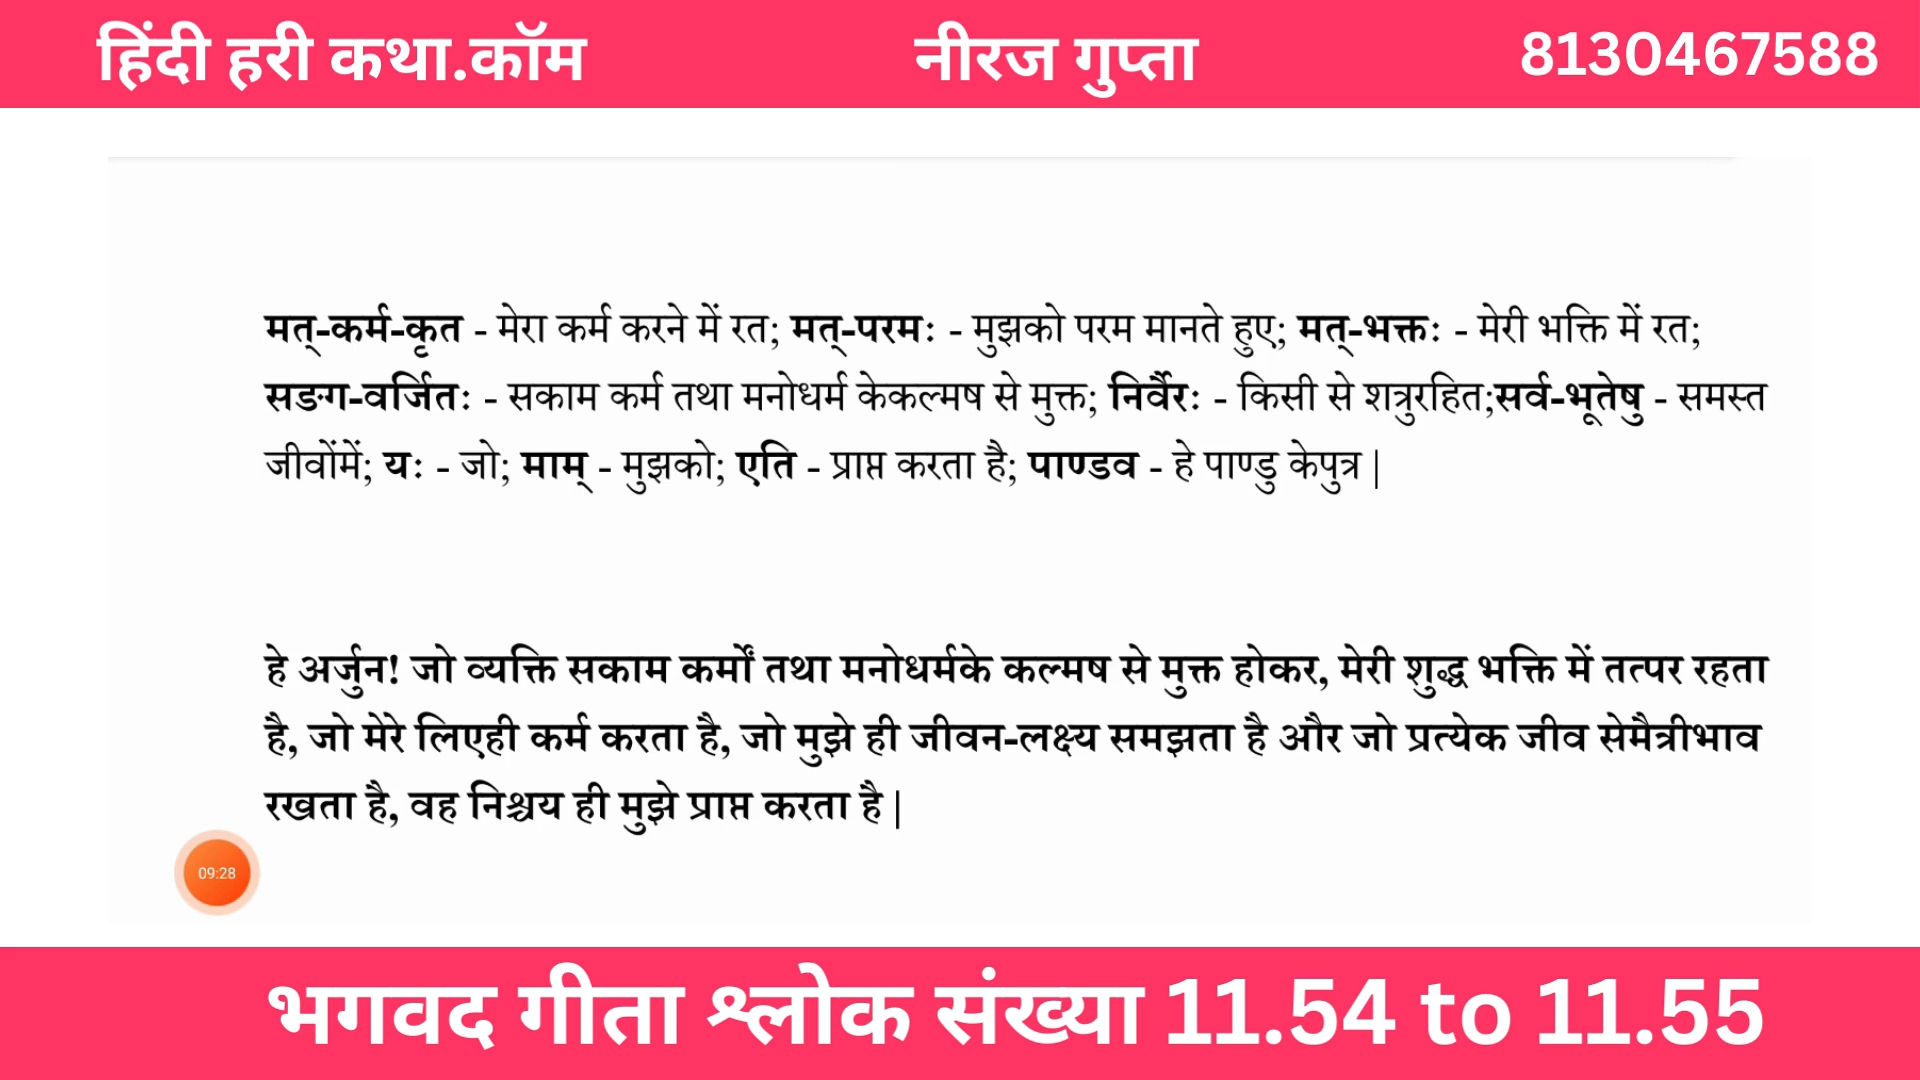 हिंदी हरी कथा.कॉम नीरज गुप्ता 8130467588
मत्-कर्म-कृत - मेरा कर्म करने में रत; मत्-परमः - मुझको परम मानते हुए; मत्-भक्तः - मेरी भक्ति में रत;
सङग-वर्जितः - सकाम कर्म तथा मनोधर्म केकल्मष से मुक्त; निर्वैरः - किसी से शत्रुरहित;सर्व-भूतेषु - समस्त
जीवोंमें; यः - जो; माम् - मुझको; एति - प्राप्त करता है; पाण्डव - हे पाण्डु केपुत्र |
हे अर्जुन! जो व्यक्ति सकाम कर्मों तथा मनोधर्मके कल्मष से मुक्त होकर, मेरी शुद्ध भक्ति में तत्पर रहता
है, जो मेरे लिएही कर्म करता है, जो मुझे ही जीवन-लक्ष्य समझता है और जो प्रत्येक जीव सेमैत्रीभाव
रखता है, वह निश्चय ही मुझे प्राप्त करता है |
09:28
भगवद गीता श्लोक संख्या 11.54 to 11.55